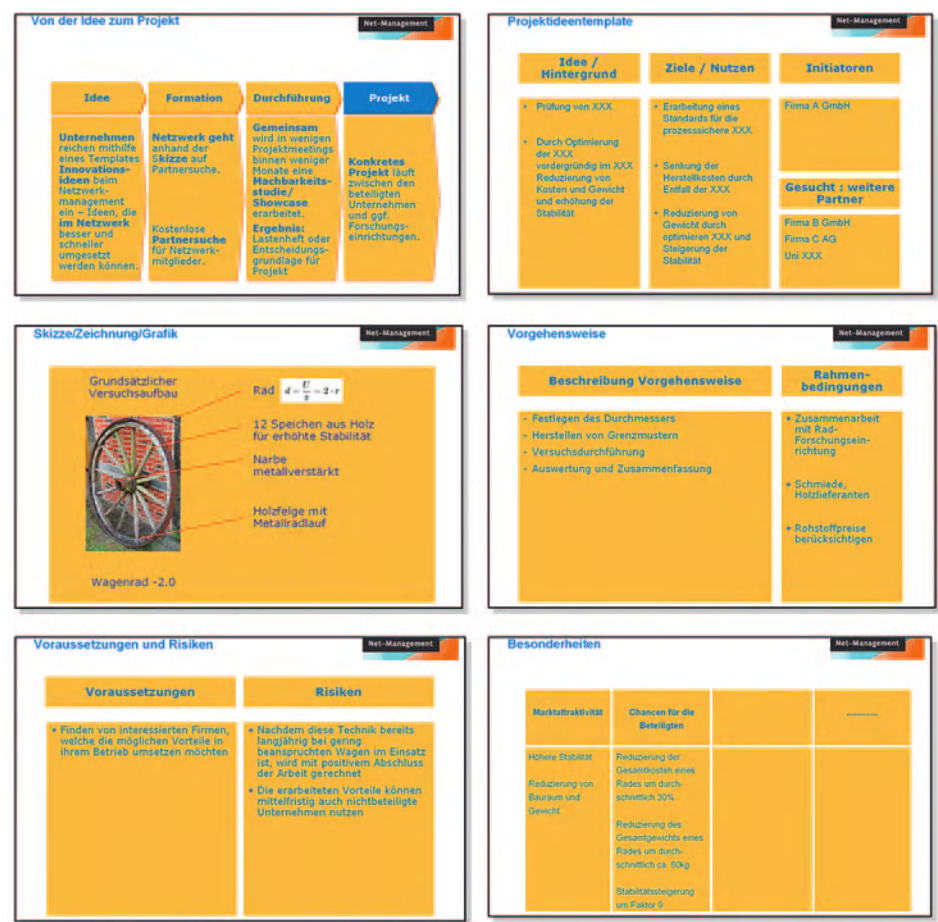 Von der Idee zum Projekt
Net-Management
Idee
Formation
Durchführung
Projekt
Unternehmen
reichen mithilfe
eines Templates
Innovations-
ideen beim
Netzwerk-
management
ein – Ideen, die
im Netzwerk
besser und
schneller
umgesetzt
werden können.
Netzwerk geht
anhand der
Skizze auf
Partnersuche.
Kostenlose
Partnersuche
für Netzwerk-
mitglieder.
Gemeinsam
wird in wenigen
Projektmeetings
binnen weniger
Monate eine
Machbarkeits-
studie/
Showcase
erarbeitet.
Ergebnis:
Lastenheft oder
Entscheidungs-
grundlage für
Projekt
Konkretes
Projekt läuft
zwischen den
beteiligten
Unternehmen
und ggf.
Forschungs-
einrichtungen.
Projektideentemplate
Net-Management
Idee /
Hintergrund
Ziele / Nutzen
Initiatoren
• Prüfung von XXX
• Durch Optimierung
der XXX
vordergründig im XXX
Reduzierung von
Kosten und Gewicht
und erhöhung der
Stabilität
• Erarbeitung eines
Standards für die
prozesssichere XXX
• Senkung der
Herstellkosten durch
Entfall der XXX
• Reduzierung von
Gewicht durch
optimieren XXX und
Steigerung der
Stabilität
Firma A GmbH
Gesucht : weitere
Partner
Firma B GmbH
Firma C AG
Uni XXX
Skizze/Zeichnung/Grafik
Net-Management
Grundsätzlicher
Versuchsaufbau
Rad d = U/π = 2 · r
12 Speichen aus Holz
für erhöhte Stabilität
Narbe
metallverstärkt
Holzfelge mit
Metallradlauf
Wagenrad -2.0
Vorgehensweise
Net-Management
Beschreibung Vorgehensweise
Rahmen-
bedingungen
- Festlegen des Durchmessers
- Herstellen von Grenzmustern
- Versuchsdurchführung
- Auswertung und Zusammenfassung
• Zusammenarbeit
mit Rad-
Forschungsein-
richtung
• Schmiede,
Holzlieferanten
• Rohstoffpreise
berücksichtigen
Voraussetzungen und Risiken
Net-Management
Voraussetzungen
Risiken
• Finden von interessierten Firmen,
welche die möglichen Vorteile in
ihrem Betrieb umsetzen möchten
• Nachdem diese Technik bereits
langjährig bei gering
beanspruchten Wagen im Einsatz
ist, wird mit positivem Abschluss
der Arbeit gerechnet
• Die erarbeiteten Vorteile können
mittelfristig auch nichtbeteiligte
Unternehmen nutzen
Besonderheiten
Net-Management
Marktattraktivität
Chancen für die
Beteiligten
...........
Höhere Stabilität
Reduzierung von
Bauraum und
Gewicht
Reduzierung der
Gesamtkosten eines
Rades um durch-
schnittlich 30%
Reduzierung des
Gesamtgewichts eines
Rades um durch-
schnittlich ca. 60kg
Stabilitätssteigerung
um Faktor 9